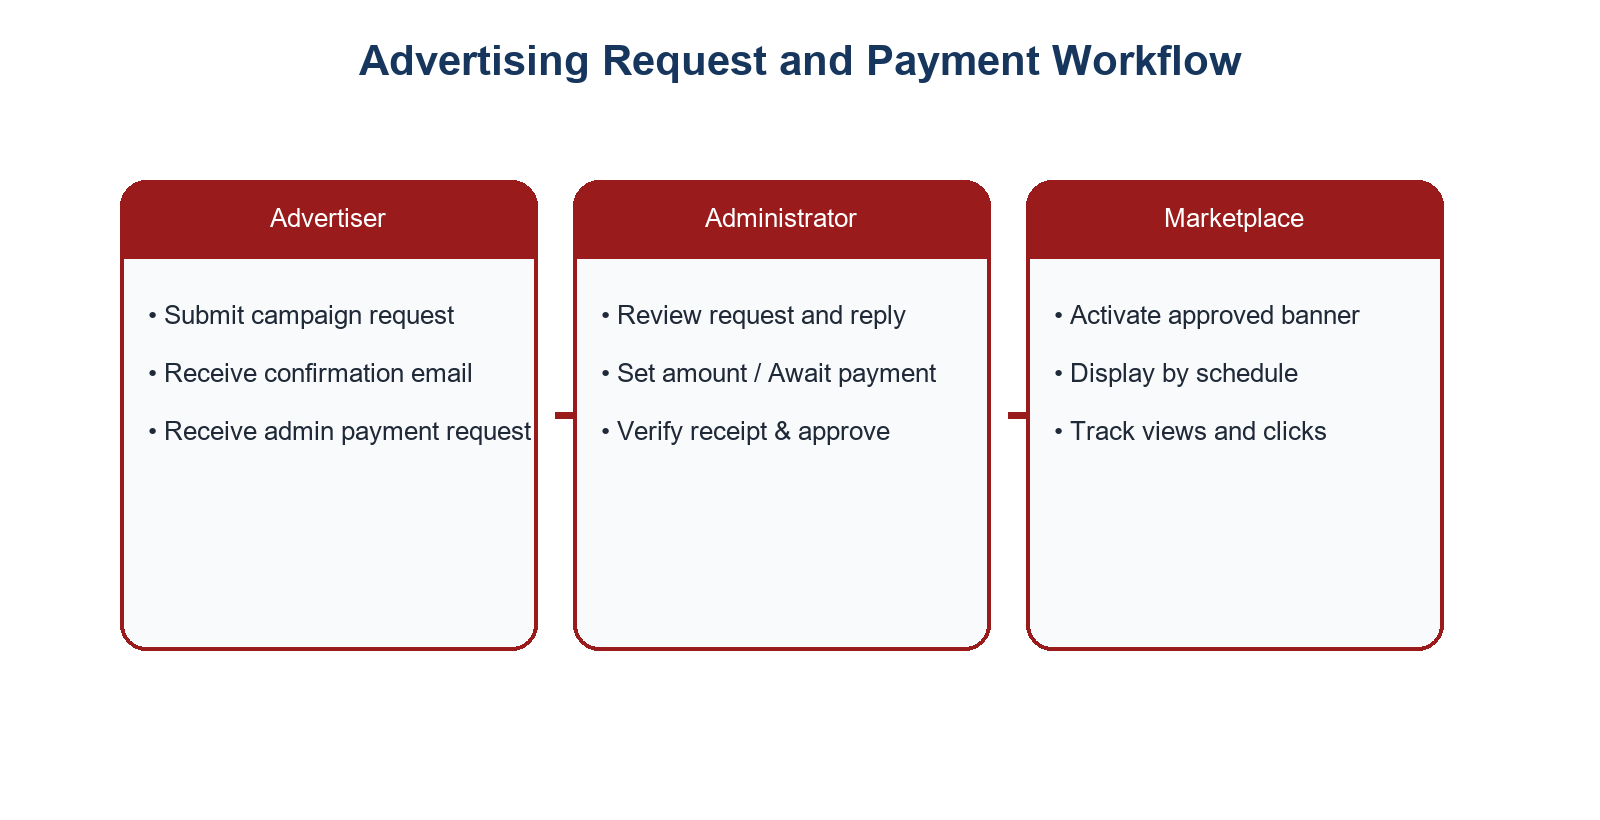 Advertising Request and Payment Workflow
Advertiser
• Submit campaign request
• Receive confirmation email
• Receive admin payment request
Administrator
• Review request and reply
• Set amount / Await payment
• Verify receipt & approve
Marketplace
• Activate approved banner
• Display by schedule
• Track views and clicks